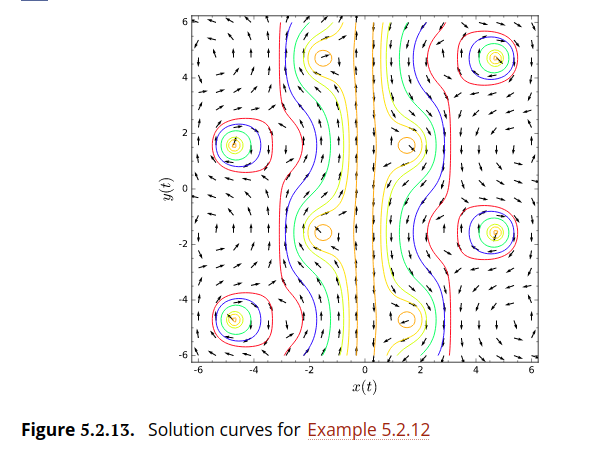 6
4
2
0
-2
-4
-6
y(t)
-6 -4 -2 0 2 4 6
x(t)
Figure 5.2.13. Solution curves for Example 5.2.12